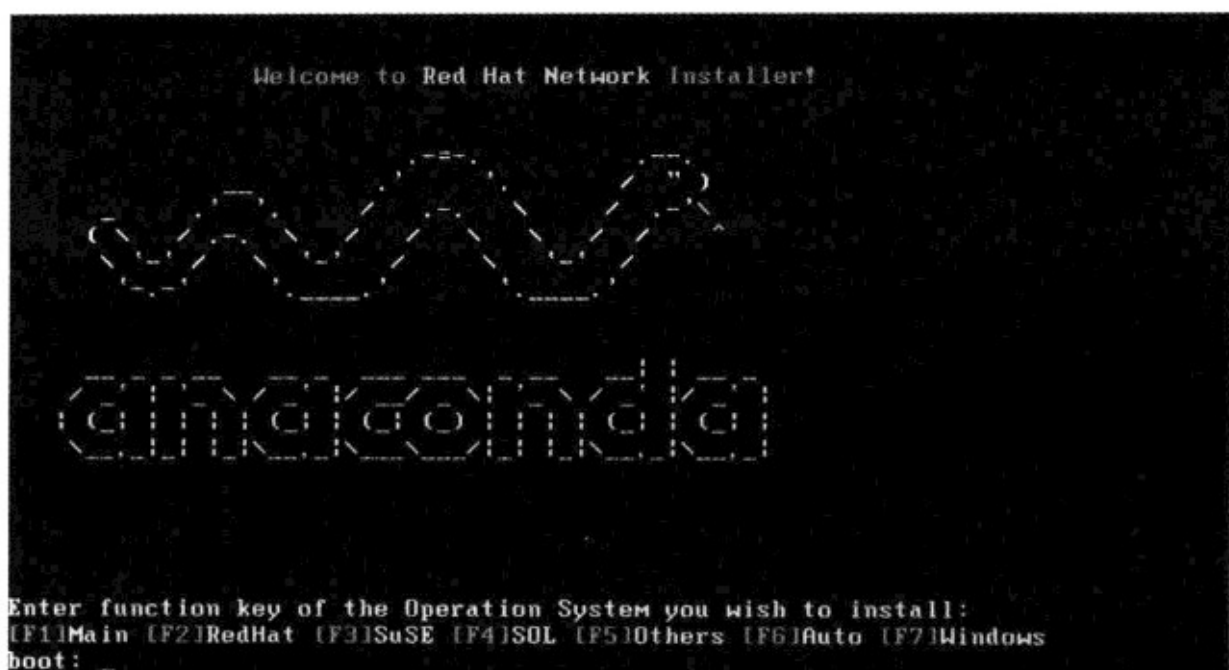 Welcome to Red Hat Network Installer!
anaconda
Enter function key of the Operation System you wish to install:
[F1]Main [F2]RedHat [F3]SuSE [F4]SOL [F5]Others [F6]Auto [F7]Windows
boot: _